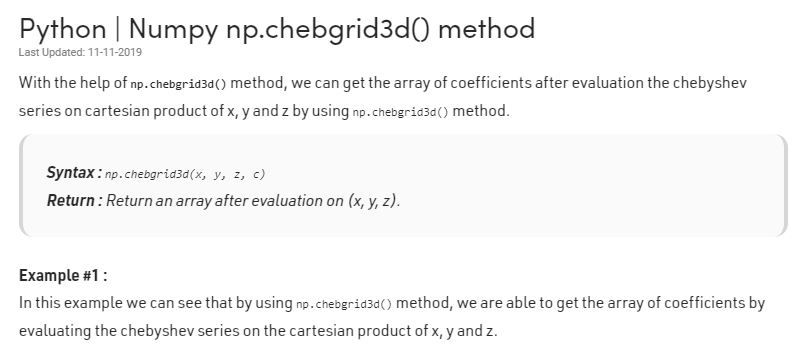 Python | Numpy np.chebgrid3d() method
Last Updated: 11-11-2019
With the help of np.chebgrid3d() method, we can get the array of coefficients after evaluation the chebyshev
series on cartesian product of x, y and z by using np.chebgrid3d() method.
Syntax : np.chebgrid3d(x, y, z, c)
Return : Return an array after evaluation on (x, y, z).
Example #1 :
In this example we can see that by using np.chebgrid3d() method, we are able to get the array of coefficients by
evaluating the chebyshev series on the cartesian product of x, y and z.